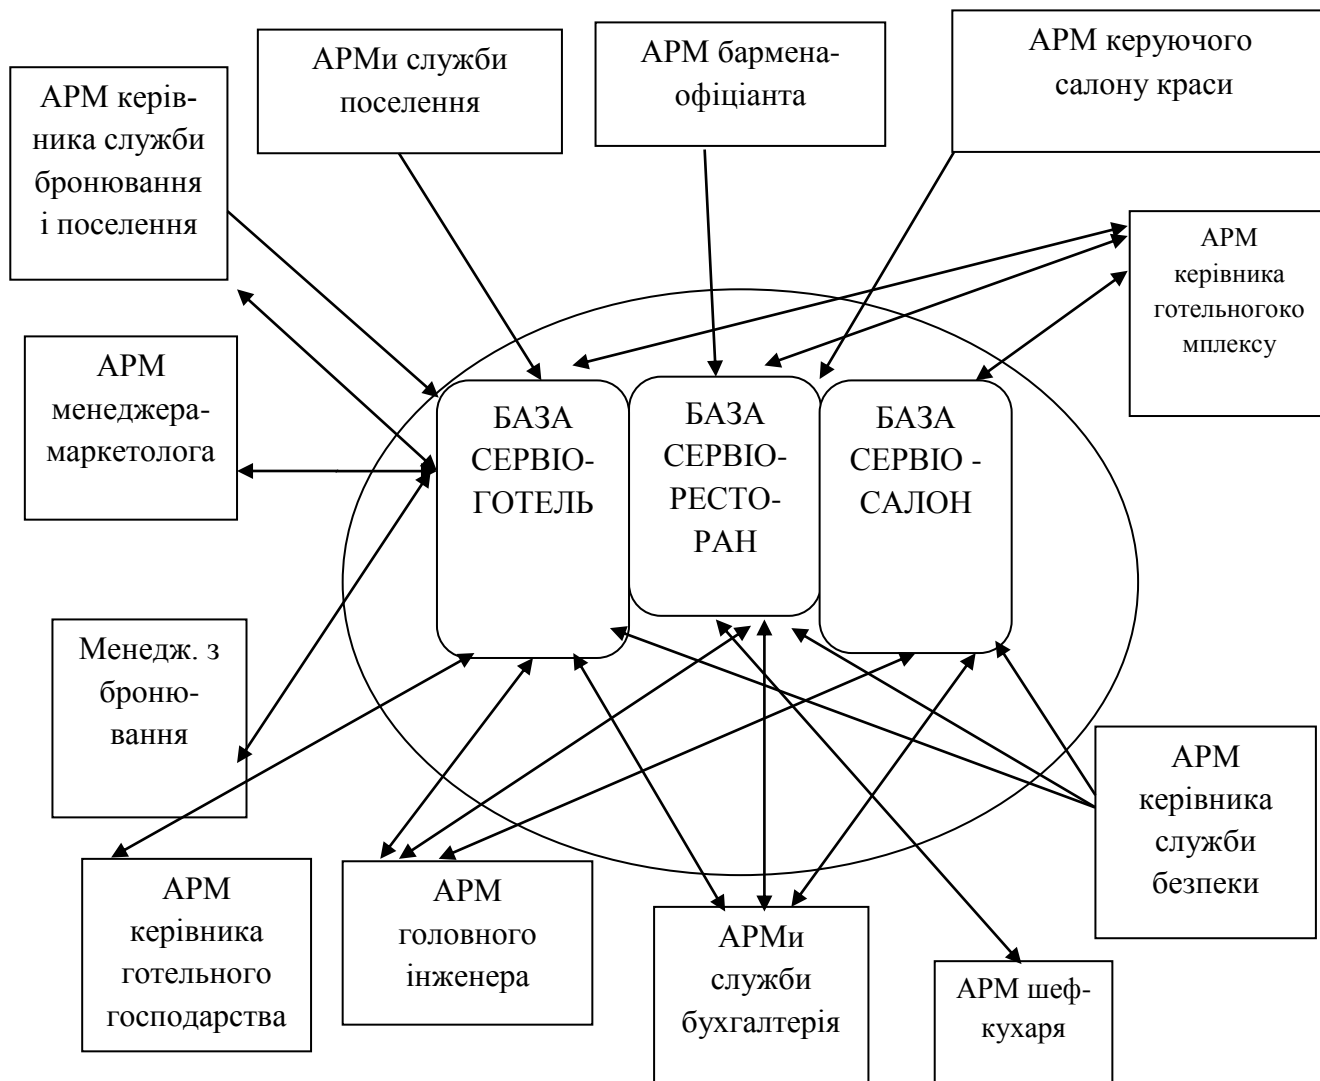 АРМ керів-
ника служби
бронювання
і поселення
АРМи служби
поселення
АРМ бармена-
офіціанта
АРМ керуючого
салону краси
АРМ
керівника
готельногоко
мплексу
АРМ
менеджера-
маркетолога
БАЗА
СЕРВІО-
ГОТЕЛЬ
БАЗА
СЕРВІО-
РЕСТО-
РАН
БАЗА
СЕРВІО -
САЛОН
Менедж. з
броню-
вання
АРМ
керівника
служби
безпеки
АРМ
керівника
готельного
господарства
АРМ
головного
інженера
АРМи
служби
бухгалтерія
АРМ шеф-
кухаря